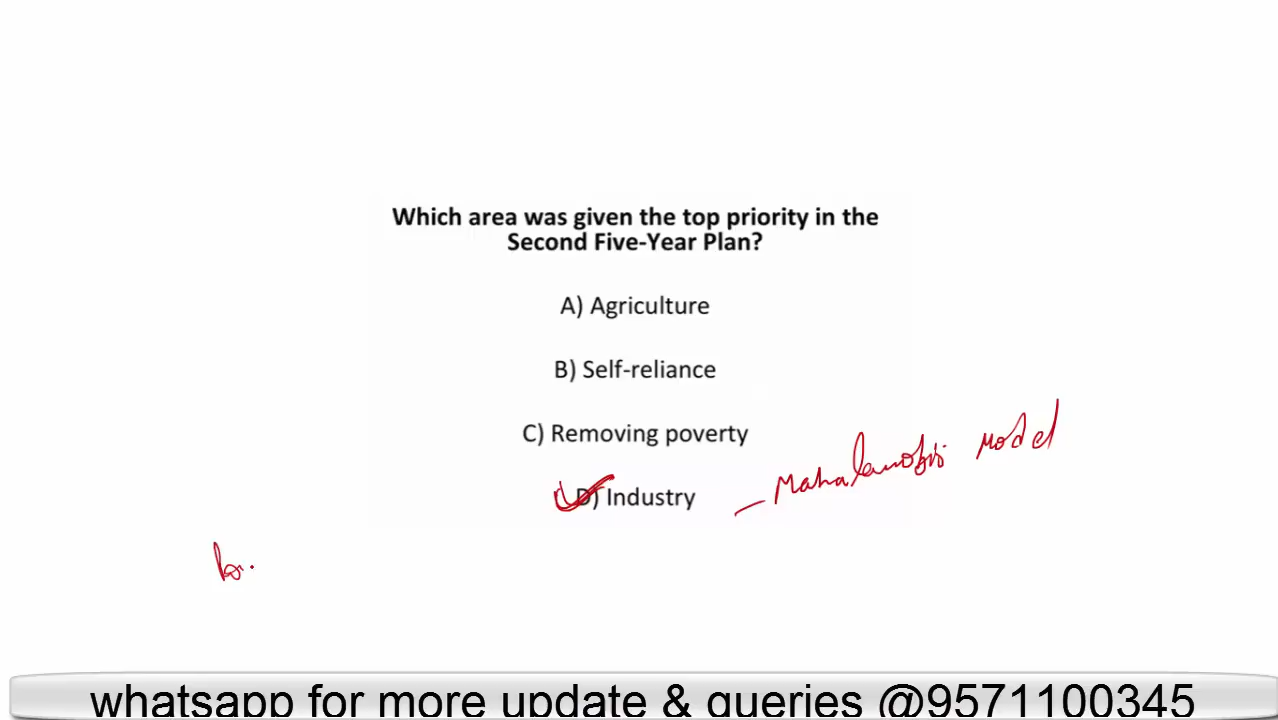 Which area was given the top priority in the
Second Five-Year Plan?
A) Agriculture
B) Self-reliance
C) Removing poverty
D) Industry
– Mahalanobis Model
whatsapp for more update & queries @9571100345